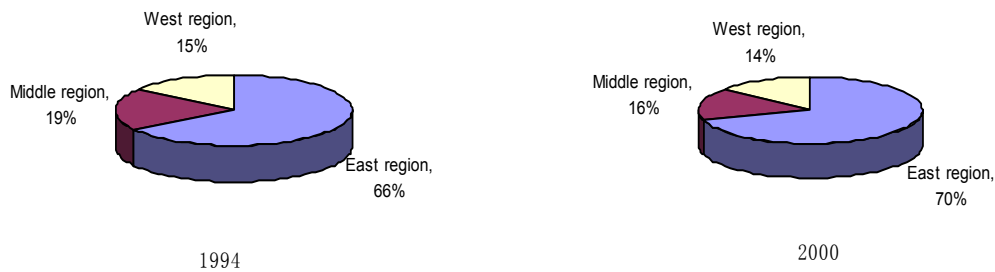 West region,
15%
Middle region,
19%
East region,
66%
1994
West region,
14%
Middle region,
16%
East region,
70%
2000